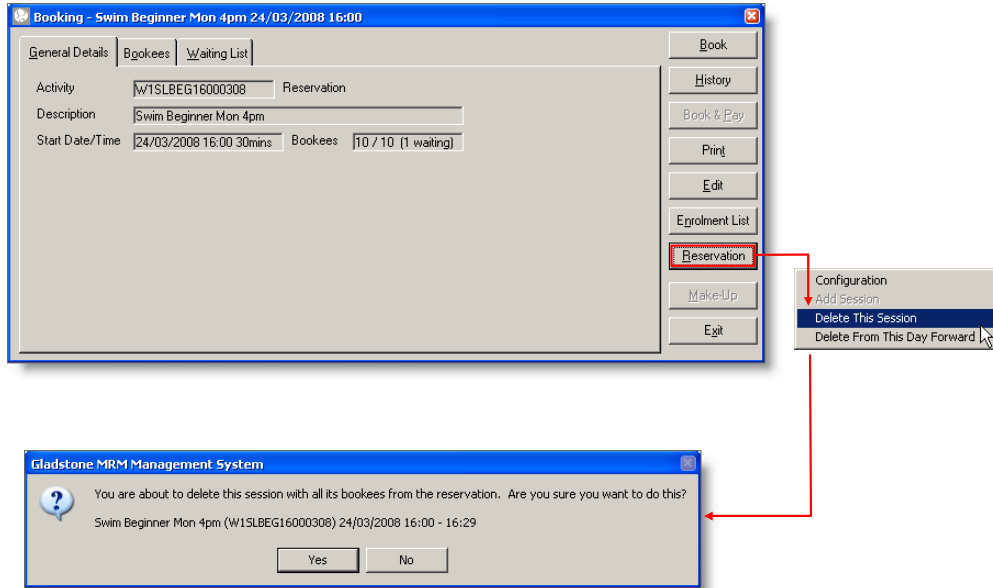 Booking - Swim Beginner Mon 4pm 24/03/2008 16:00
General Details Bookees Waiting List
Activity W1SLBEG16000308 Reservation
Description Swim Beginner Mon 4pm
Start Date/Time 24/03/2008 16:00 30mins Bookees 10 / 10 (1 waiting)
Book
History
Book & Pay
Print
Edit
Enrolment List
Reservation
Make-Up
Exit
Configuration
Add Session
Delete This Session
Delete From This Day Forward
Gladstone MRM Management System
You are about to delete this session with all its bookees from the reservation. Are you sure you want to do this?
Swim Beginner Mon 4pm (W1SLBEG16000308) 24/03/2008 16:00 - 16:29
Yes No